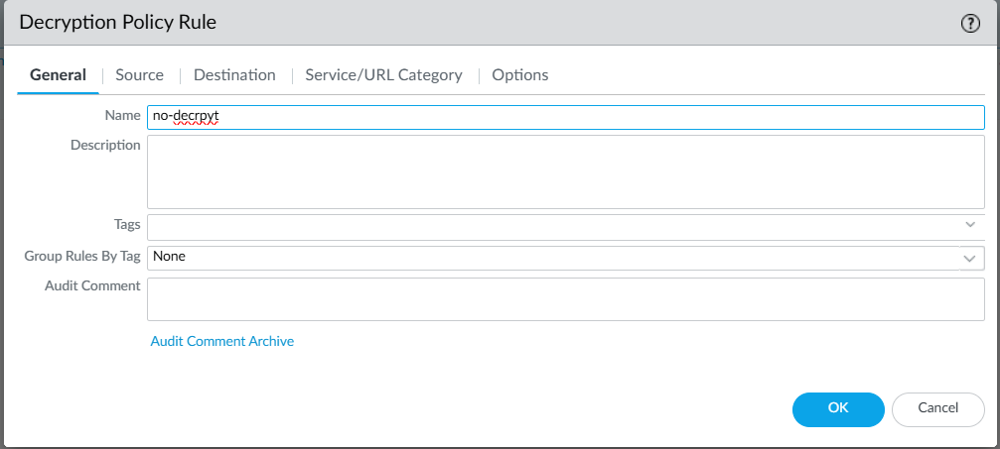 Decryption Policy Rule
?
General Source Destination Service/URL Category Options
Name no-decrpyt
Description
Tags
Group Rules By Tag None
Audit Comment
Audit Comment Archive
OK Cancel